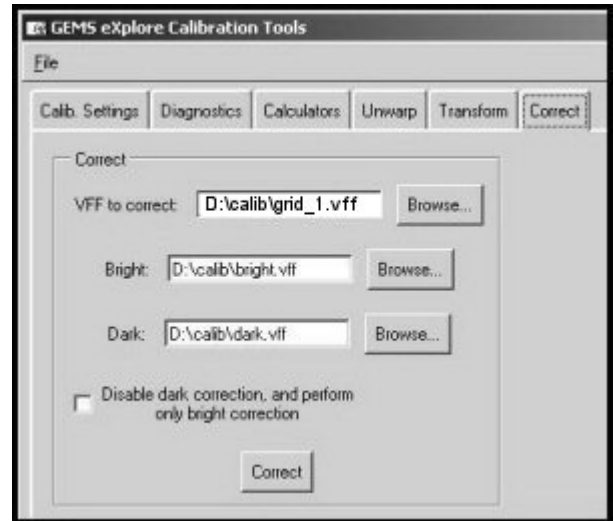 GEMS eXplore Calibration Tools
File
Calib. Settings Diagnostics Calculators Unwarp Transform Correct
Correct
VFF to correct: D:\calib\grid_1.vff Browse...
Bright: D:\calib\bright.vff Browse...
Dark: D:\calib\dark.vff Browse...
Disable dark correction, and perform
only bright correction
Correct